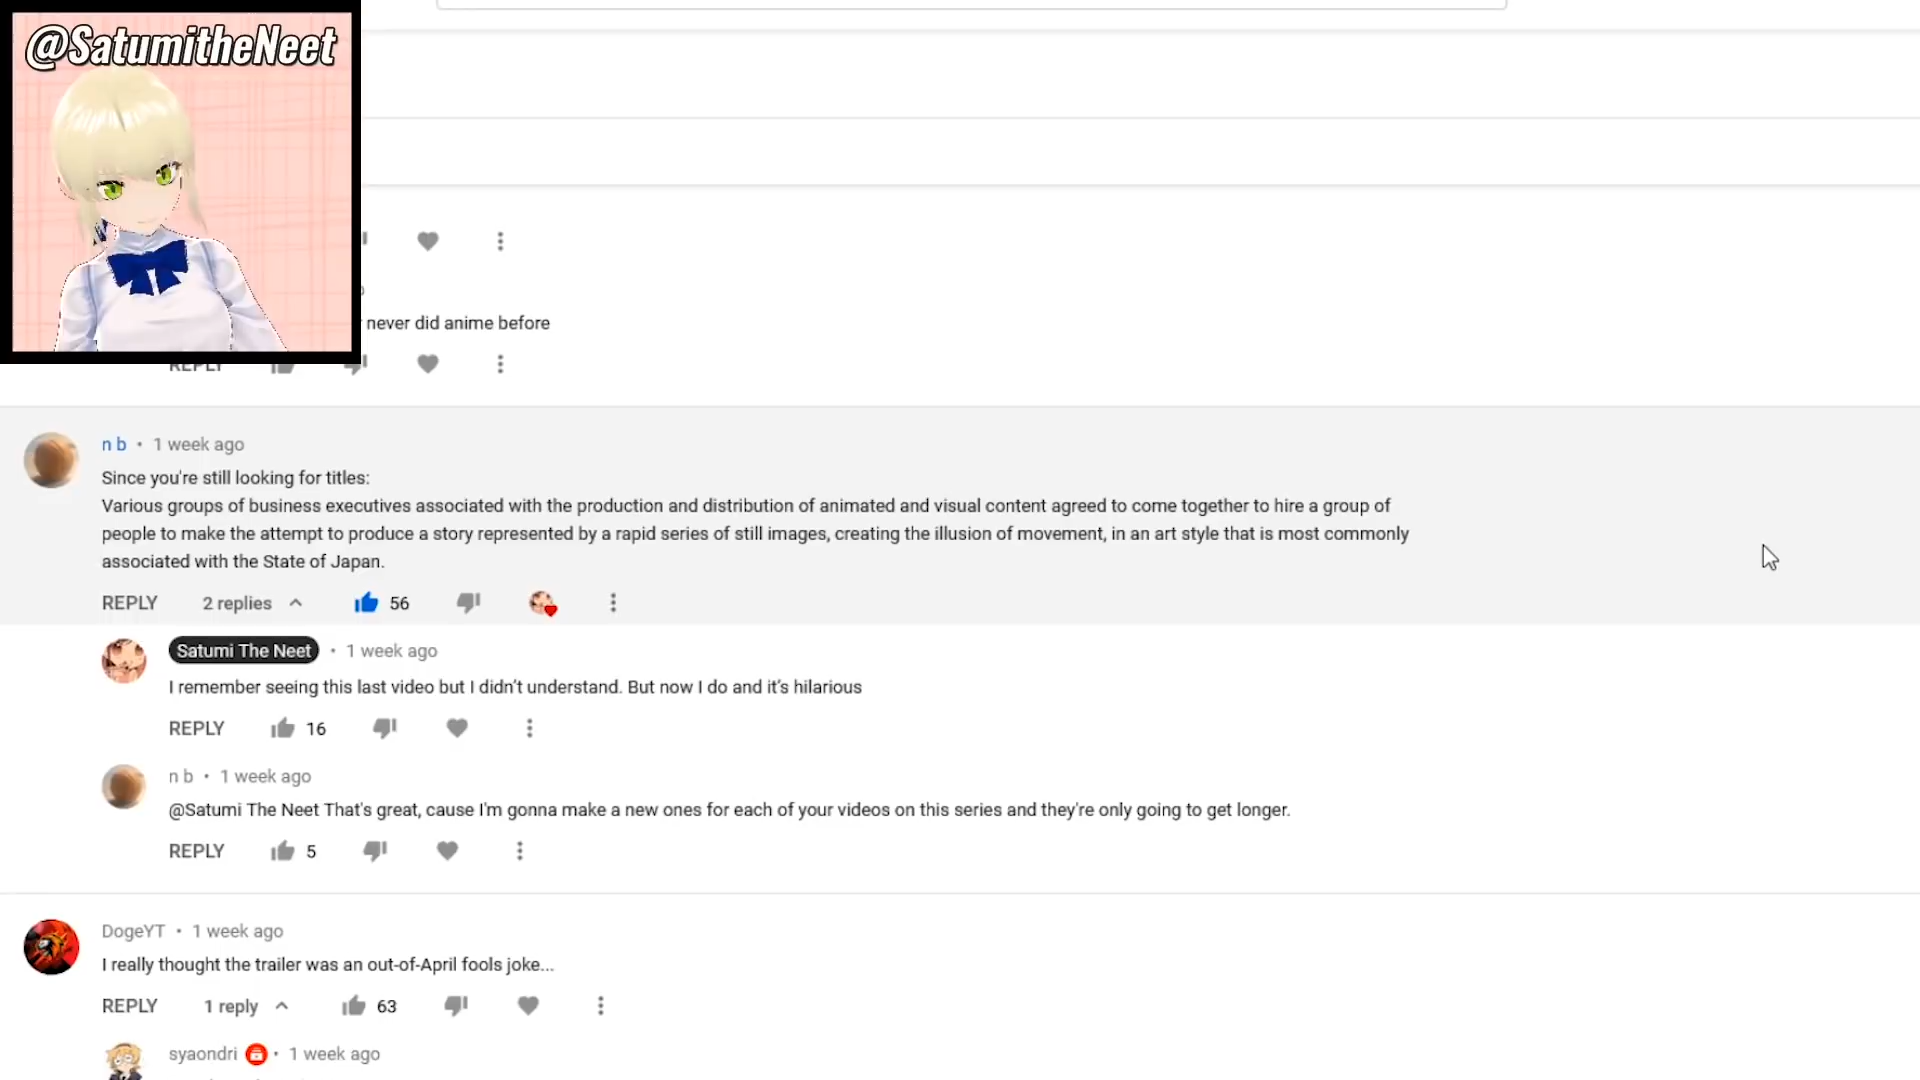 @SatumitheNeet
never did anime before
REPLY
n b • 1 week ago
Since you're still looking for titles:
Various groups of business executives associated with the production and distribution of animated and visual content agreed to come together to hire a group of
people to make the attempt to produce a story represented by a rapid series of still images, creating the illusion of movement, in an art style that is most commonly
associated with the State of Japan.
REPLY 2 replies 56
Satumi The Neet • 1 week ago
I remember seeing this last video but I didn't understand. But now I do and it's hilarious
REPLY 16
n b • 1 week ago
@Satumi The Neet That's great, cause I'm gonna make a new ones for each of your videos on this series and they're only going to get longer.
REPLY 5
DogeYT • 1 week ago
I really thought the trailer was an out-of-April fools joke...
REPLY 1 reply 63
syaondri • 1 week ago